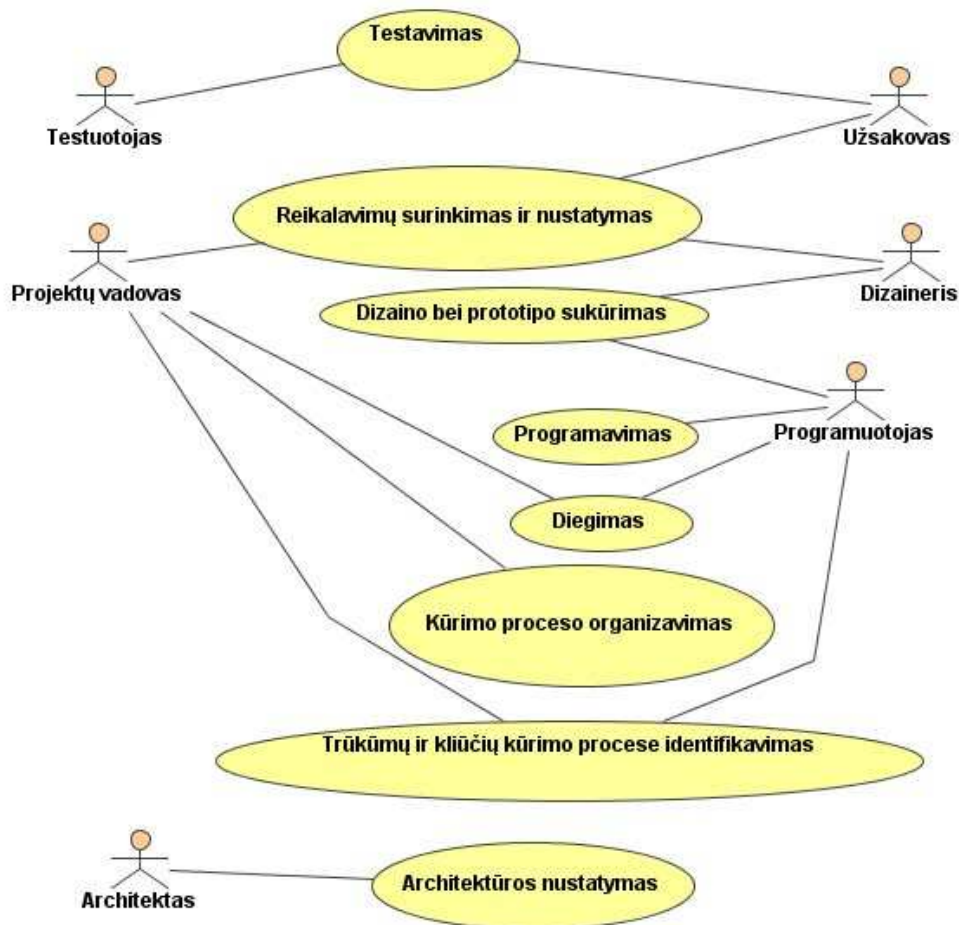 Testavimas
Testuotojas
Užsakovas
Reikalavimų surinkimas ir nustatymas
Projektų vadovas
Dizaineris
Dizaino bei prototipo sukūrimas
Programavimas
Programuotojas
Diegimas
Kūrimo proceso organizavimas
Trūkūmų ir kliūčių kūrimo procese identifikavimas
Architektas
Architektūros nustatymas